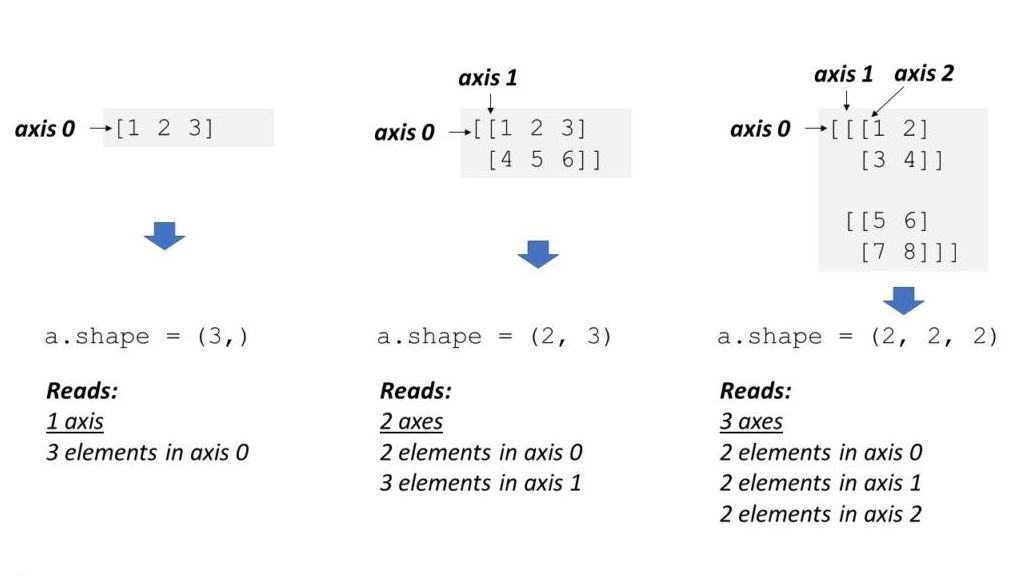 axis 0
[1 2 3]
a.shape = (3,)
Reads:
1 axis
3 elements in axis 0
axis 1
axis 0
[[1 2 3]
[4 5 6]]
a.shape = (2, 3)
Reads:
2 axes
2 elements in axis 0
3 elements in axis 1
axis 1 axis 2
axis 0
[[[1 2]
[3 4]]
[[5 6]
[7 8]]]
a.shape = (2, 2, 2)
Reads:
3 axes
2 elements in axis 0
2 elements in axis 1
2 elements in axis 2